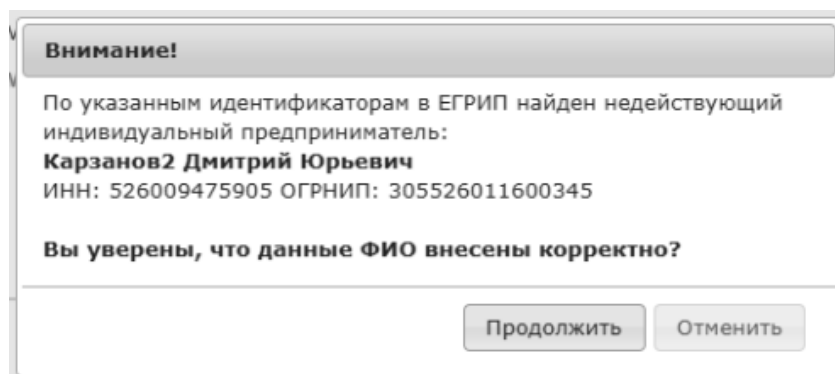 Внимание!
По указанным идентификаторам в ЕГРИП найден недействующий
индивидуальный предприниматель:
Карзанов2 Дмитрий Юрьевич
ИНН: 526009475905 ОГРНИП: 305526011600345
Вы уверены, что данные ФИО внесены корректно?
Продолжить Отменить